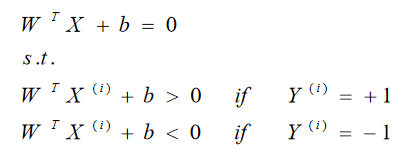 W ᵀ X + b = 0
s.t.
W ᵀ X ⁽ⁱ⁾ + b > 0 if Y ⁽ⁱ⁾ = + 1
W ᵀ X ⁽ⁱ⁾ + b < 0 if Y ⁽ⁱ⁾ = − 1